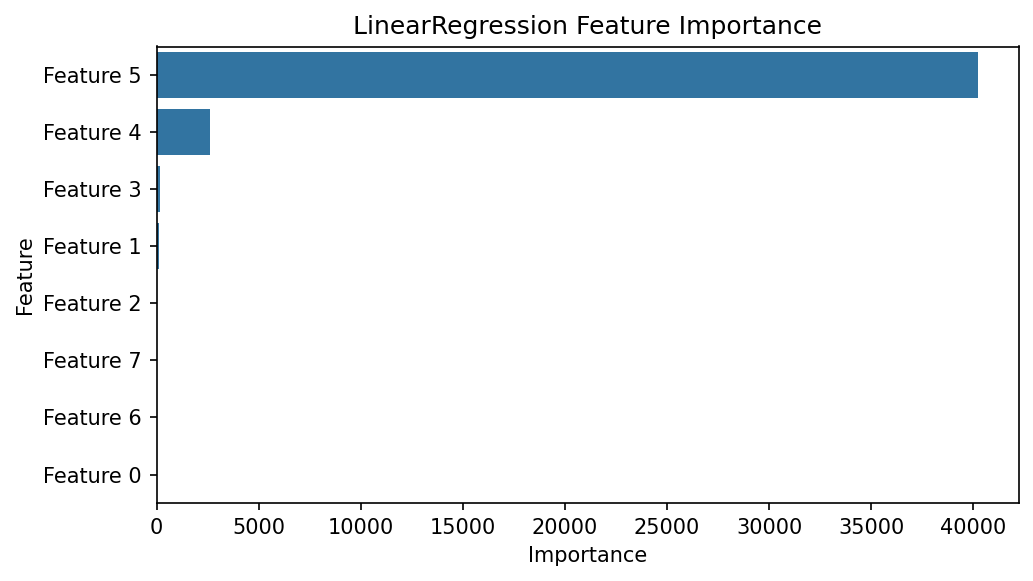 LinearRegression Feature Importance
Feature
Feature 5
Feature 4
Feature 3
Feature 1
Feature 2
Feature 7
Feature 6
Feature 0
0 5000 10000 15000 20000 25000 30000 35000 40000
Importance